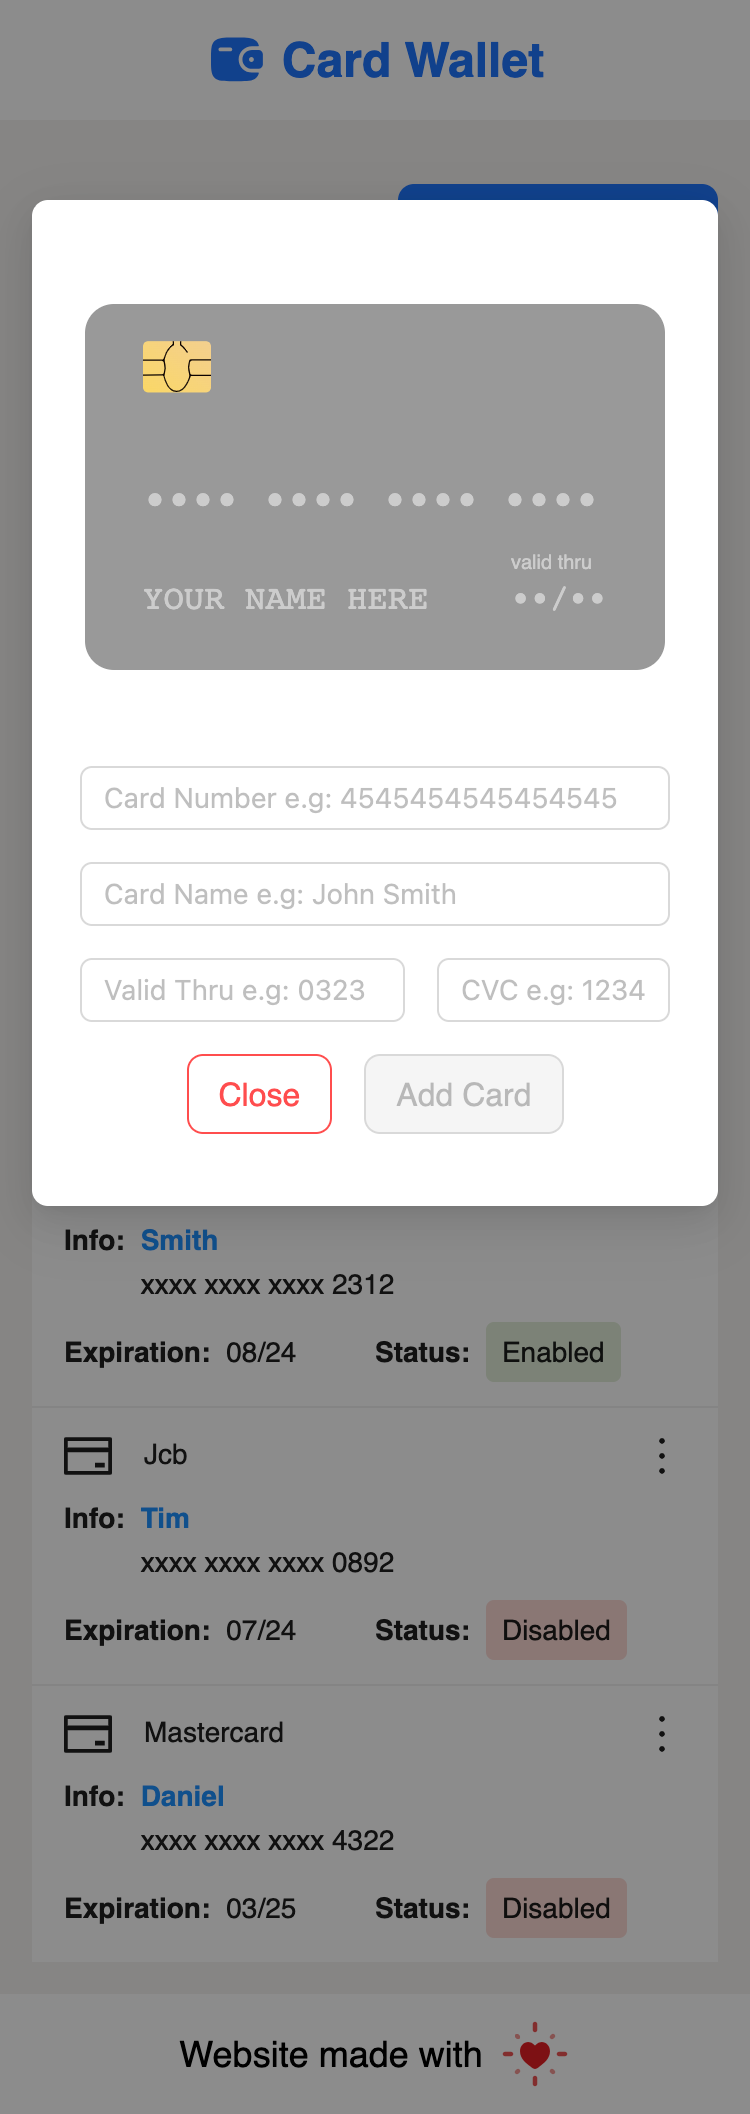 Card Wallet
•••• •••• •••• ••••
valid thru
YOUR NAME HERE ••/••
Card Number e.g: 4545454545454545
Card Name e.g: John Smith
Valid Thru e.g: 0323 CVC e.g: 1234
Close Add Card
Info: Smith
xxxx xxxx xxxx 2312
Expiration: 08/24 Status: Enabled
Jcb
Info: Tim
xxxx xxxx xxxx 0892
Expiration: 07/24 Status: Disabled
Mastercard
Info: Daniel
xxxx xxxx xxxx 4322
Expiration: 03/25 Status: Disabled
Website made with